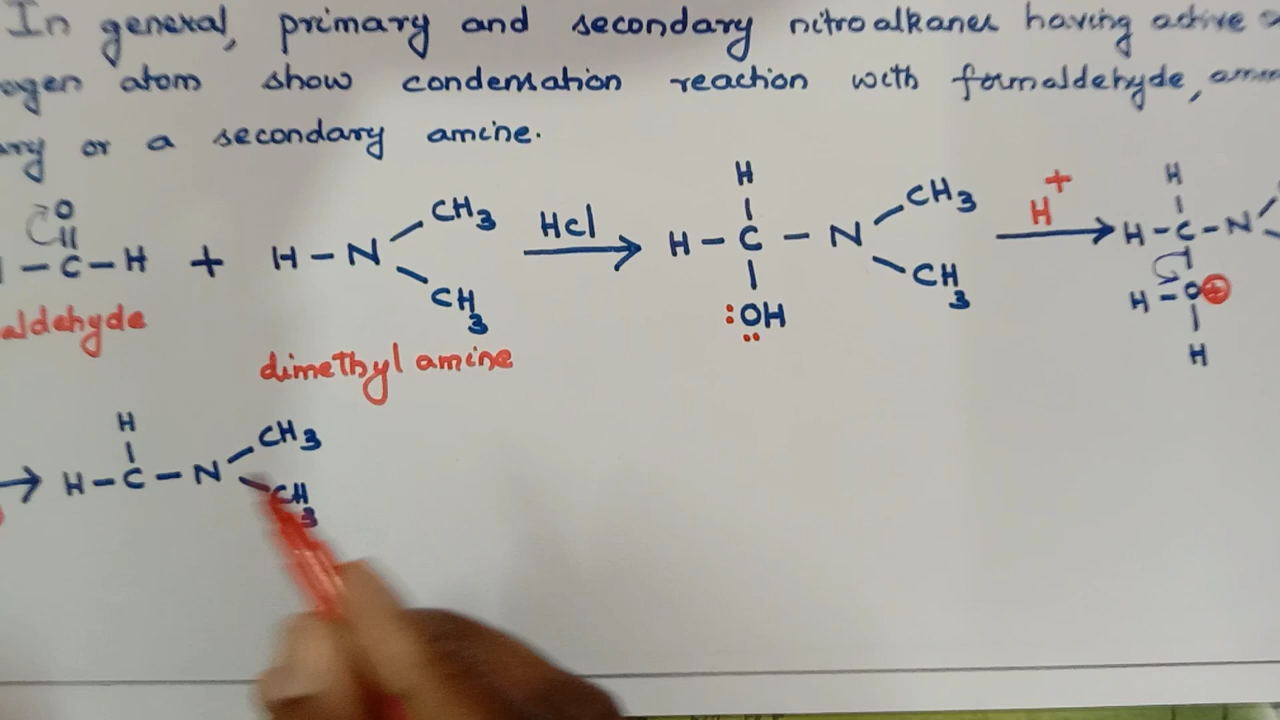 In general, primary and secondary nitroalkanes having active
ogen atom show condensation reaction with formaldehyde,
or a secondary amine.
O
|| 
– C – H + H – N CH3 CH3 HCl → H – C – N CH3 CH3 H+ → H – C – N
H
:OH
H
H – O ⊕
H
aldehyde
dimethyl amine
H
→ H – C – N CH3 CH3